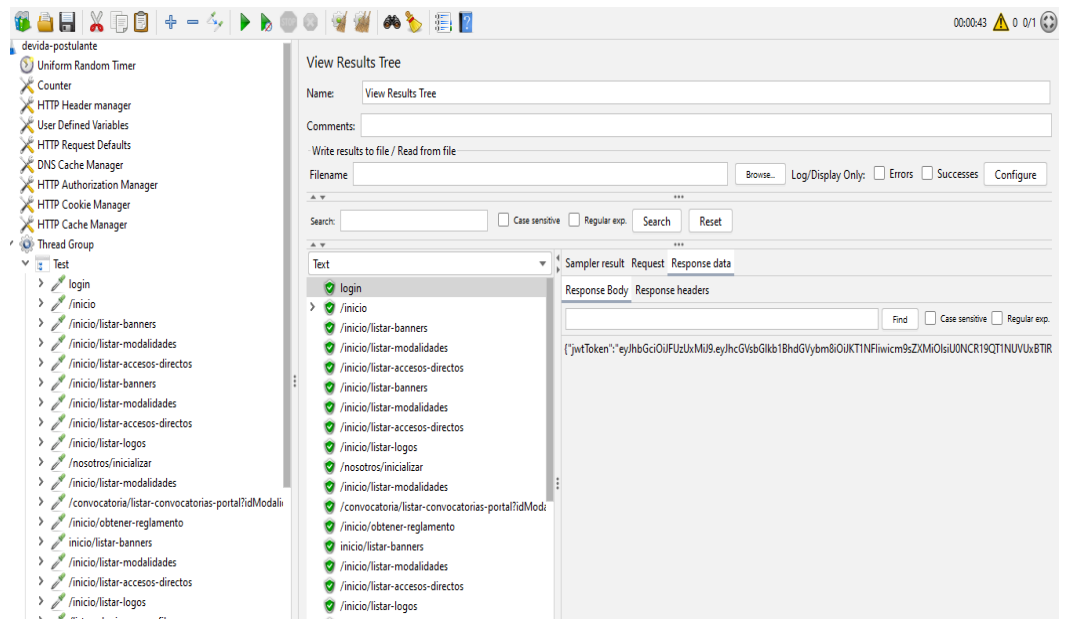 00:00:43 0 0/1
devida-postulante
Uniform Random Timer
Counter
HTTP Header manager
User Defined Variables
HTTP Request Defaults
DNS Cache Manager
HTTP Authorization Manager
HTTP Cookie Manager
HTTP Cache Manager
Thread Group
Test
login
/inicio
/inicio/listar-banners
/inicio/listar-modalidades
/inicio/listar-accesos-directos
/inicio/listar-banners
/inicio/listar-modalidades
/inicio/listar-accesos-directos
/inicio/listar-logos
/nosotros/inicializar
/inicio/listar-modalidades
/convocatoria/listar-convocatorias-portal?idModali
/inicio/obtener-reglamento
inicio/listar-banners
/inicio/listar-modalidades
/inicio/listar-accesos-directos
/inicio/listar-logos
View Results Tree
Name: View Results Tree
Comments:
Write results to file / Read from file
Filename Browse... Log/Display Only: Errors Successes Configure
Search: Case sensitive Regular exp. Search Reset
Text
login
/inicio
/inicio/listar-banners
/inicio/listar-modalidades
/inicio/listar-accesos-directos
/inicio/listar-banners
/inicio/listar-modalidades
/inicio/listar-accesos-directos
/inicio/listar-logos
/nosotros/inicializar
/inicio/listar-modalidades
/convocatoria/listar-convocatorias-portal?idModa
/inicio/obtener-reglamento
inicio/listar-banners
/inicio/listar-modalidades
/inicio/listar-accesos-directos
/inicio/listar-logos
Sampler result Request Response data
Response Body Response headers
Find Case sensitive Regular exp.